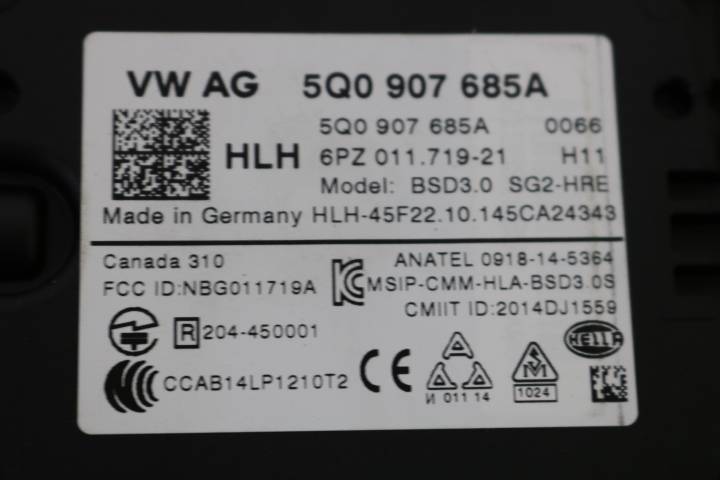 VW AG 5Q0 907 685A
5Q0 907 685A 0066
HLH 6PZ 011.719-21 H11
Model: BSD3.0 SG2-HRE
Made in Germany HLH-45F22.10.145CA24343
Canada 310 ANATEL 0918-14-5364
FCC ID:NBG011719A MSIP-CMM-HLA-BSD3.0S
CMIIT ID:2014DJ1559
R 204-450001 HELLA
CCAB14LP1210T2 CE
И 011 14 1024